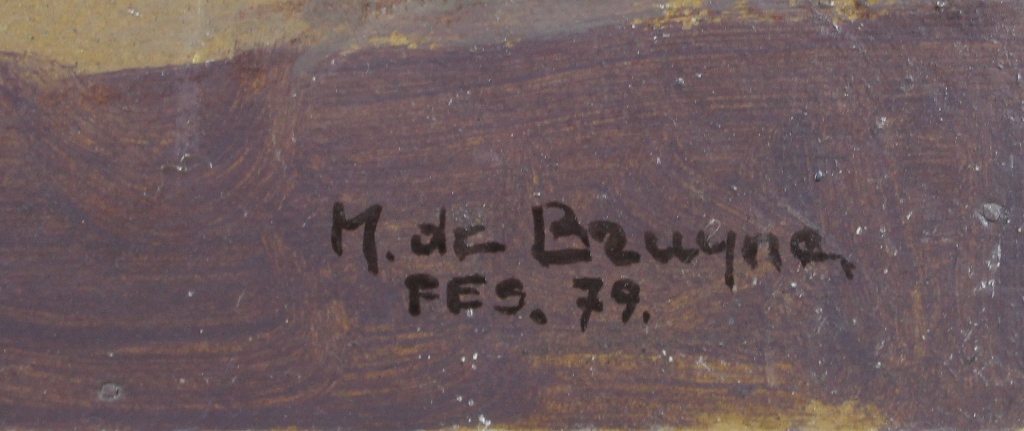 M. de Bruyne,
FES. 79.